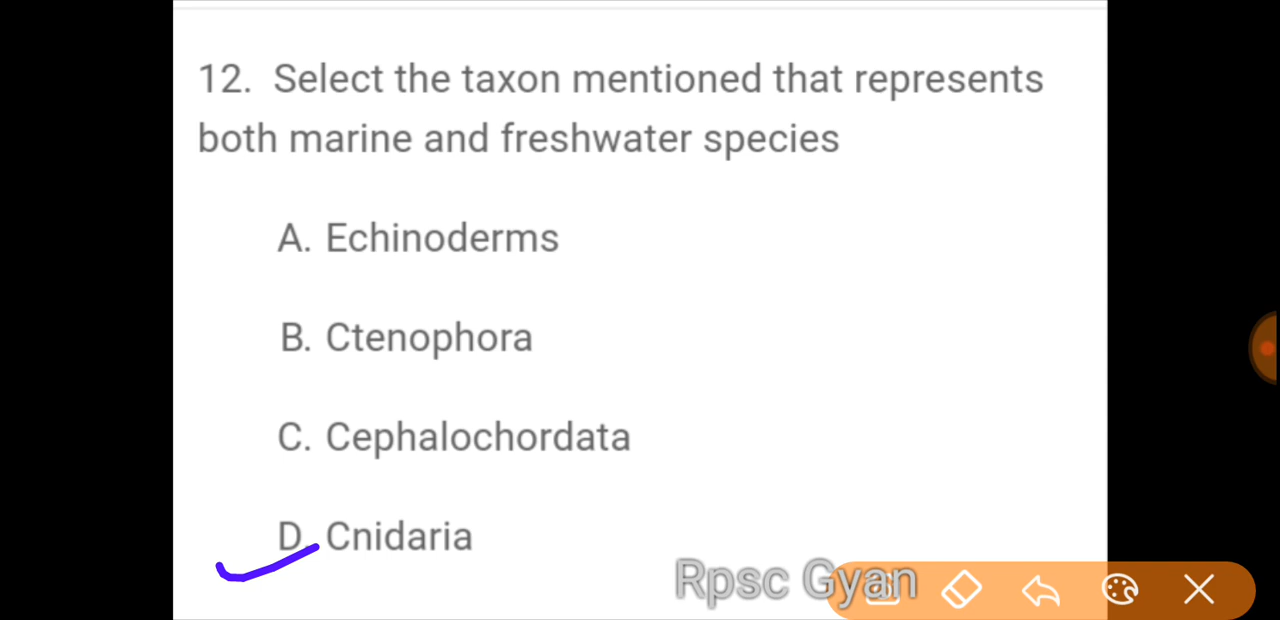 12. Select the taxon mentioned that represents
both marine and freshwater species
A. Echinoderms
B. Ctenophora
C. Cephalochordata
D. Cnidaria
Rpsc Gyan